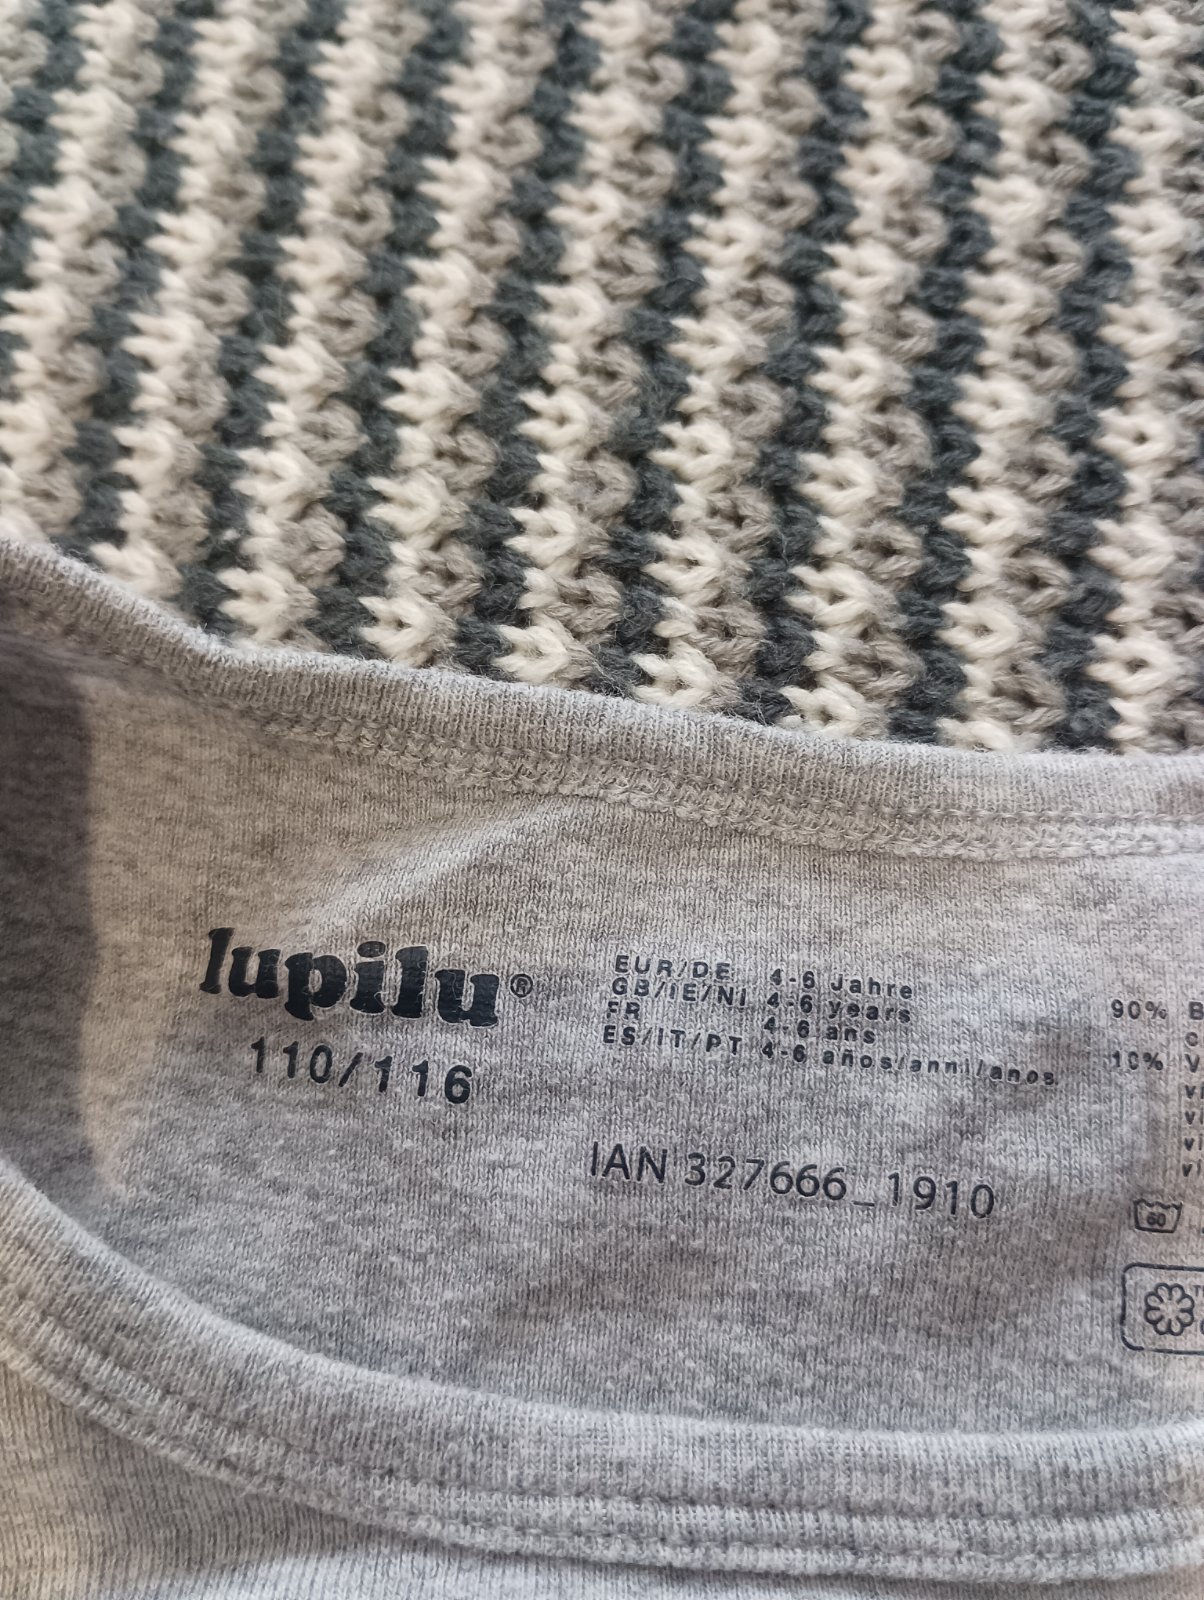 lupilu®
110/116
EUR/DE 4-6 Jahre
GB/IE/NI 4-6 years
FR 4-6 ans
ES/IT/PT 4-6 años/anni/anos
IAN 327666_1910
90%
10%
60